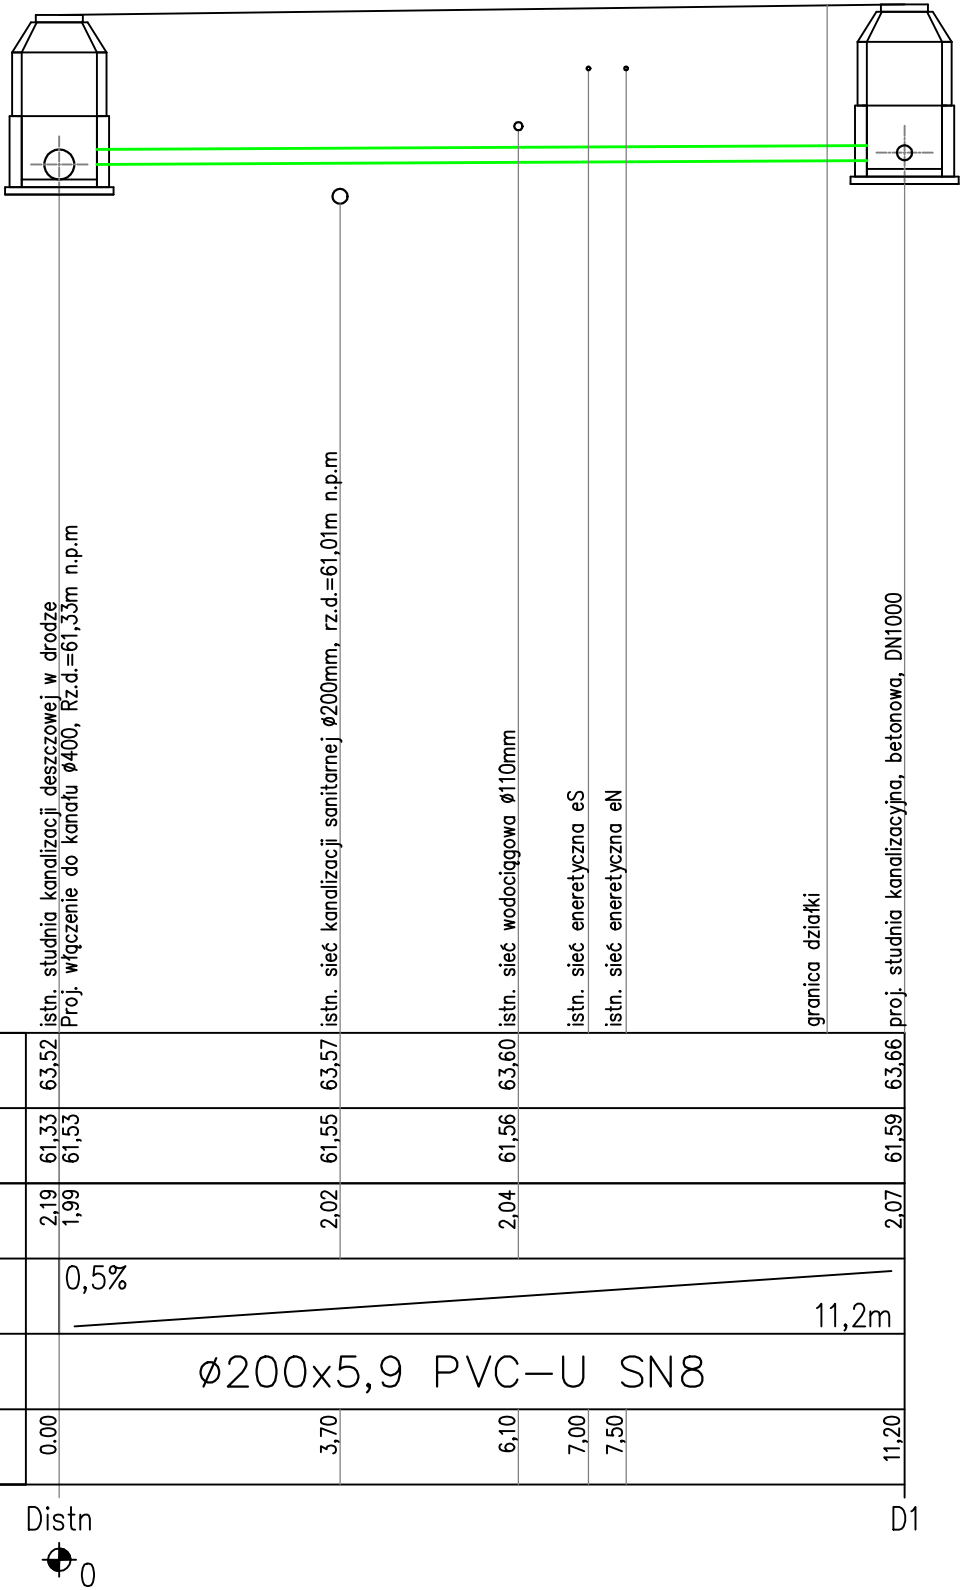 istn. studnia kanalizacji deszczowej w drodze
Proj. włączenie do kanału ø400, Rz.d.=61,33m n.p.m
istn. sieć kanalizacji sanitarnej ø200mm, rz.d.=61,01m n.p.m
istn. sieć wodociągowa ø110mm
istn. sieć eneretyczna eS
istn. sieć eneretyczna eN
granica działki
proj. studnia kanalizacyjna, betonowa, DN1000
63,52 63,57 63,60 63,66
61,33 61,53 61,55 61,56 61,59
2,19 1,99 2,02 2,04 2,07
0,5%
11,2m
ø200x5,9 PVC-U SN8
0.00 3,70 6,10 7,00 7,50 11,20
Distn D1
0